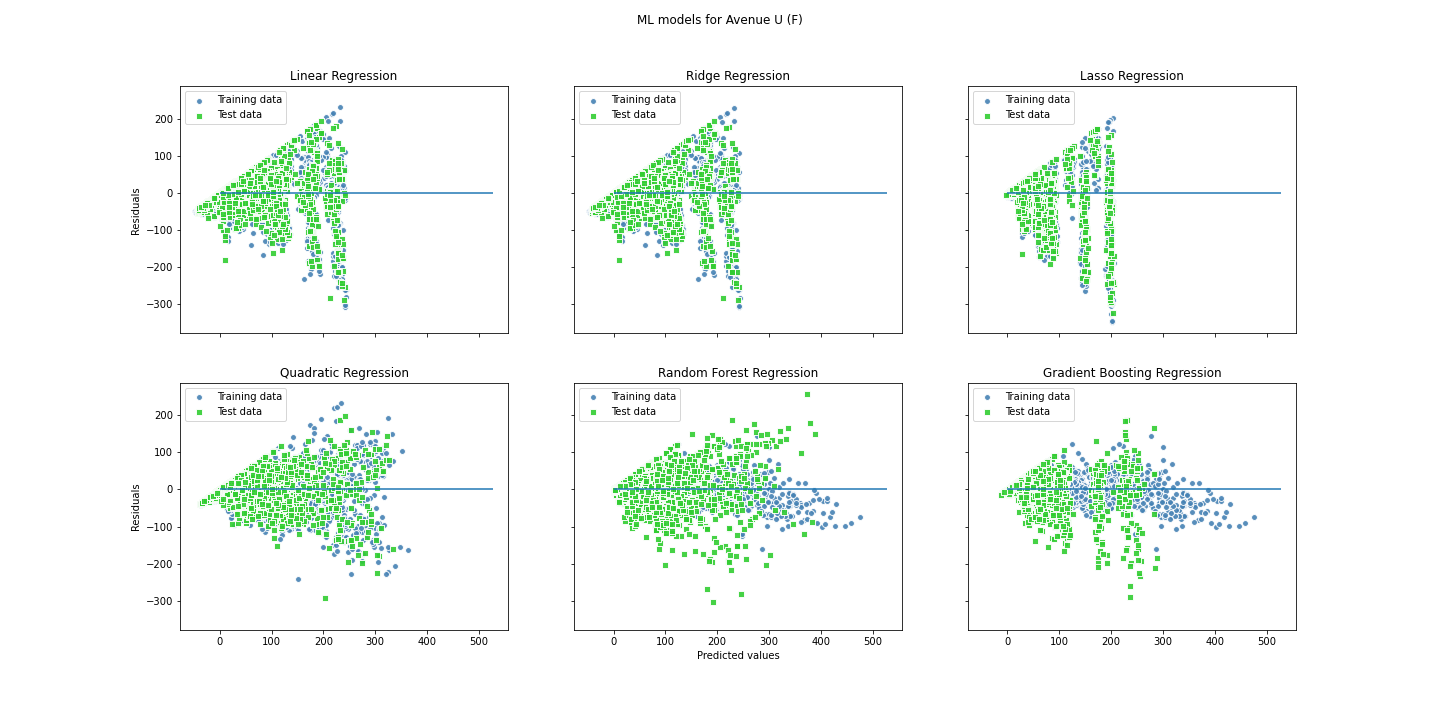 ML models for Avenue U (F)
Linear Regression
Training data
Test data
200
100
0
−100
−200
−300
Residuals
Ridge Regression
Training data
Test data
Lasso Regression
Training data
Test data
Quadratic Regression
Training data
Test data
200
100
0
−100
−200
−300
Residuals
0 100 200 300 400 500
Random Forest Regression
Training data
Test data
0 100 200 300 400 500
Predicted values
Gradient Boosting Regression
Training data
Test data
0 100 200 300 400 500